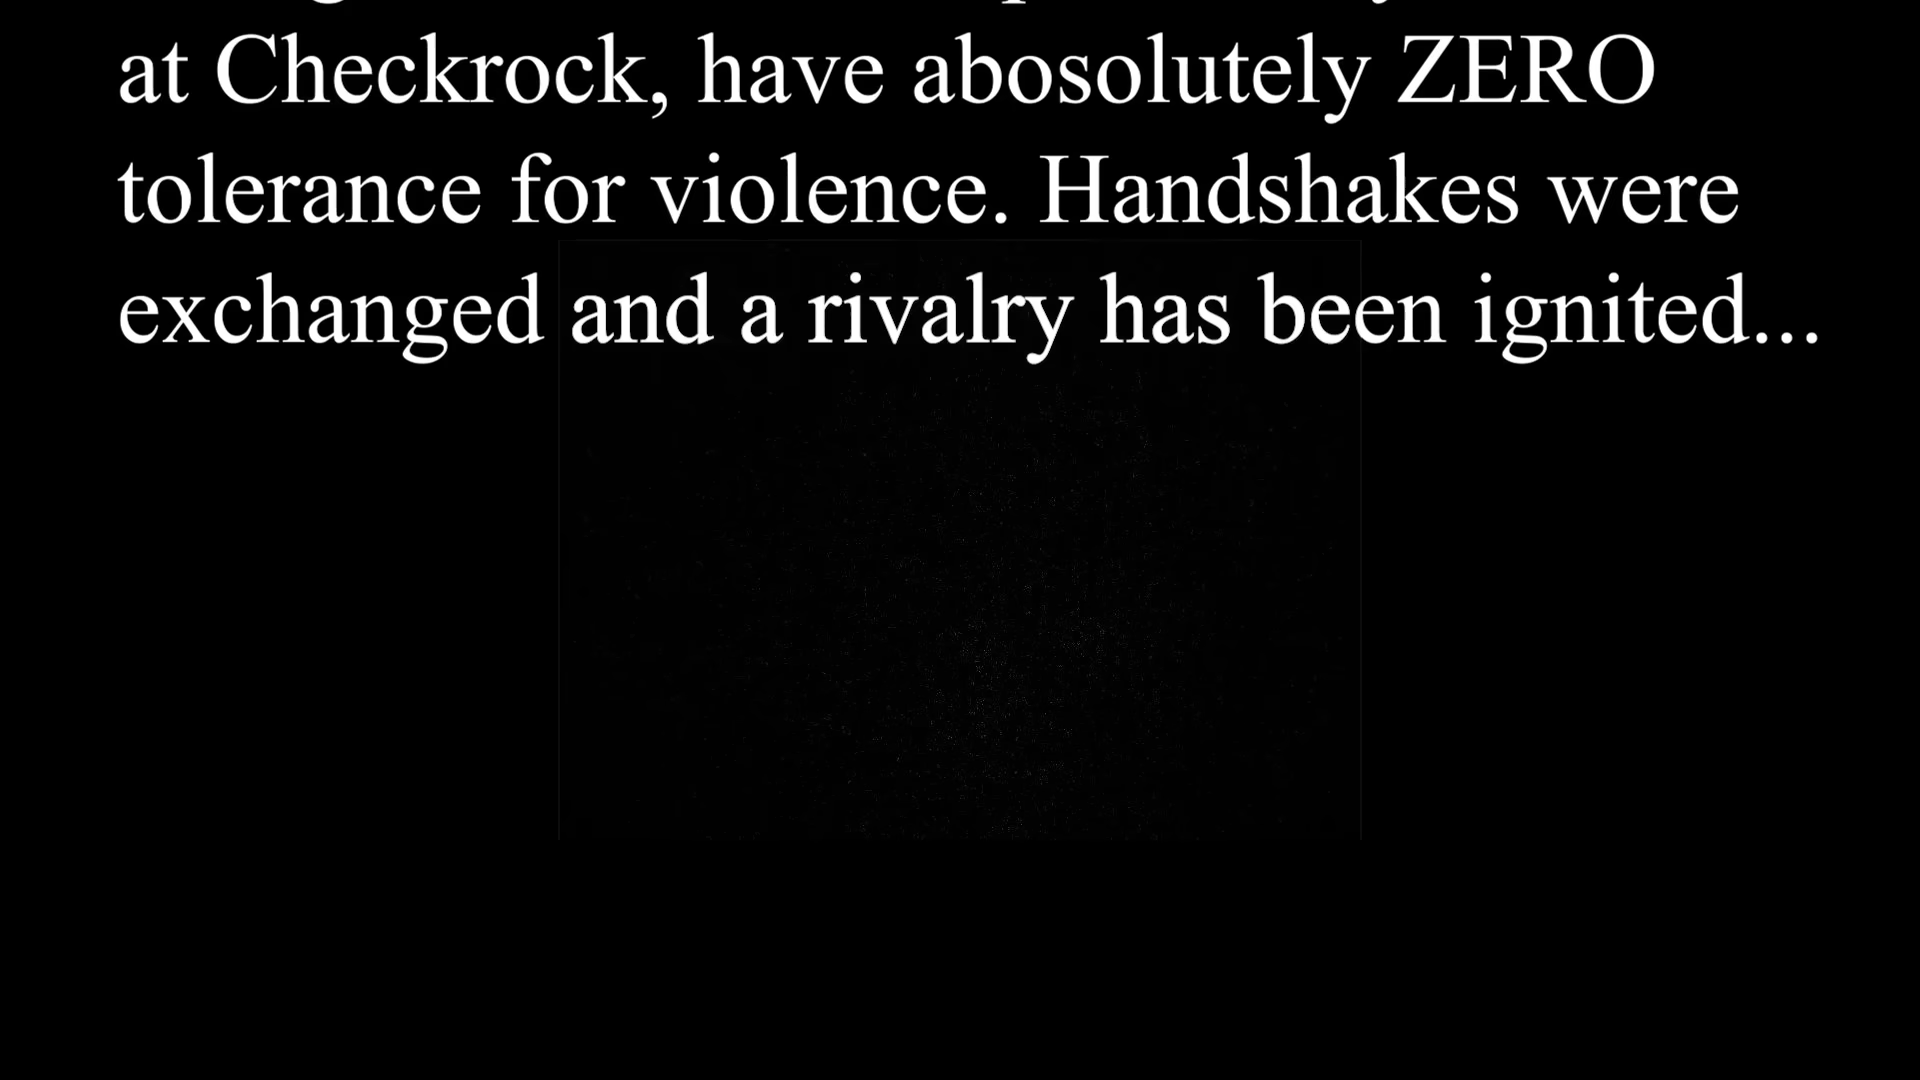 at Checkrock, have abosolutely ZERO
tolerance for violence. Handshakes were
exchanged and a rivalry has been ignited...